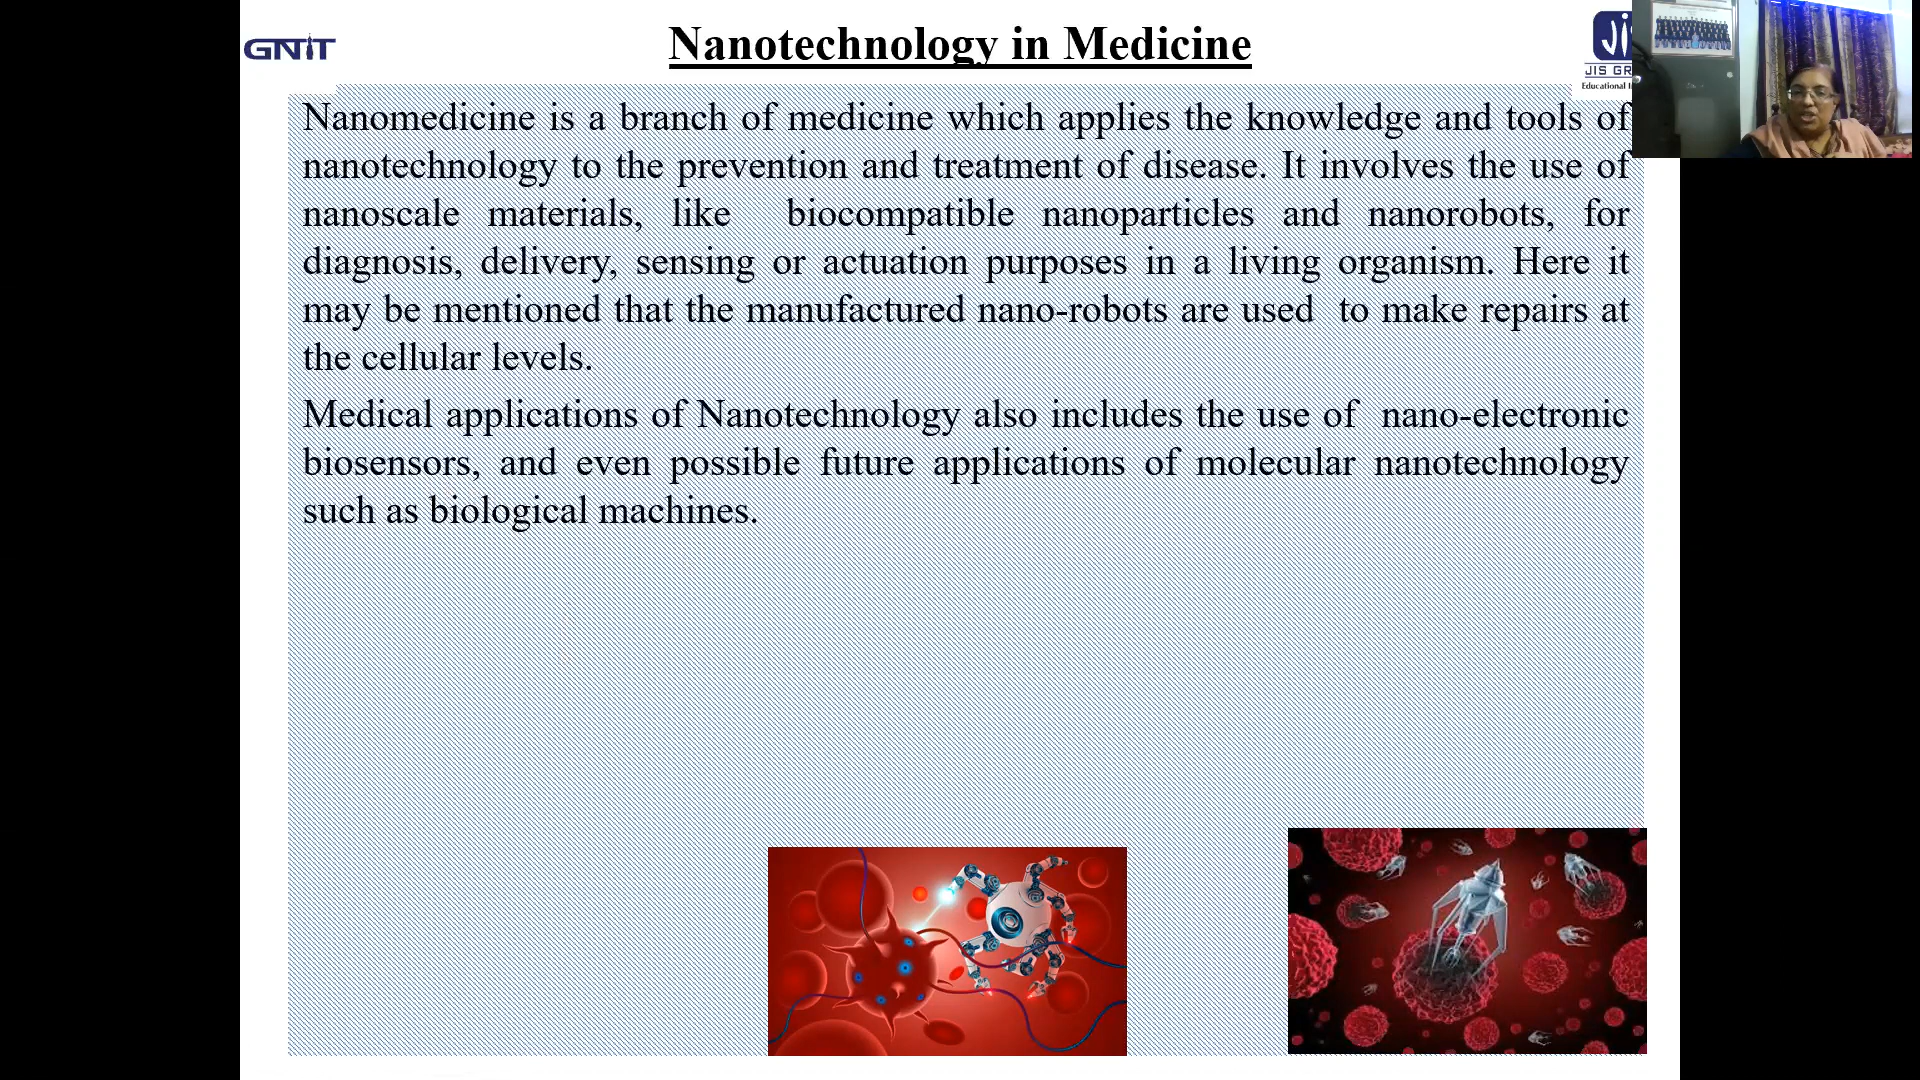 GNIT
Nanotechnology in Medicine
JIS GR
Educational I
Nanomedicine is a branch of medicine which applies the knowledge and tools of
nanotechnology to the prevention and treatment of disease. It involves the use of
nanoscale materials, like biocompatible nanoparticles and nanorobots, for
diagnosis, delivery, sensing or actuation purposes in a living organism. Here it
may be mentioned that the manufactured nano-robots are used to make repairs at
the cellular levels.
Medical applications of Nanotechnology also includes the use of nano-electronic
biosensors, and even possible future applications of molecular nanotechnology
such as biological machines.